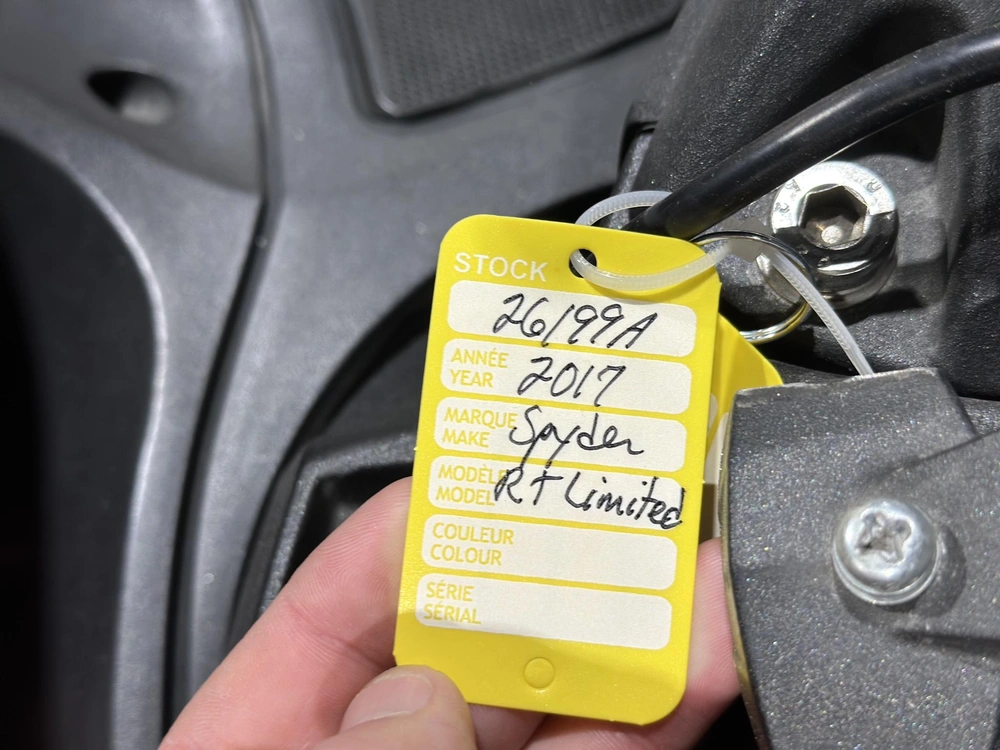 STOCK
26199A
ANNÉE
YEAR 2017
MARQUE
MAKE Spyder
MODÈLE
MODEL RT Limited
COULEUR
COLOUR
SÉRIE
SÉRIAL